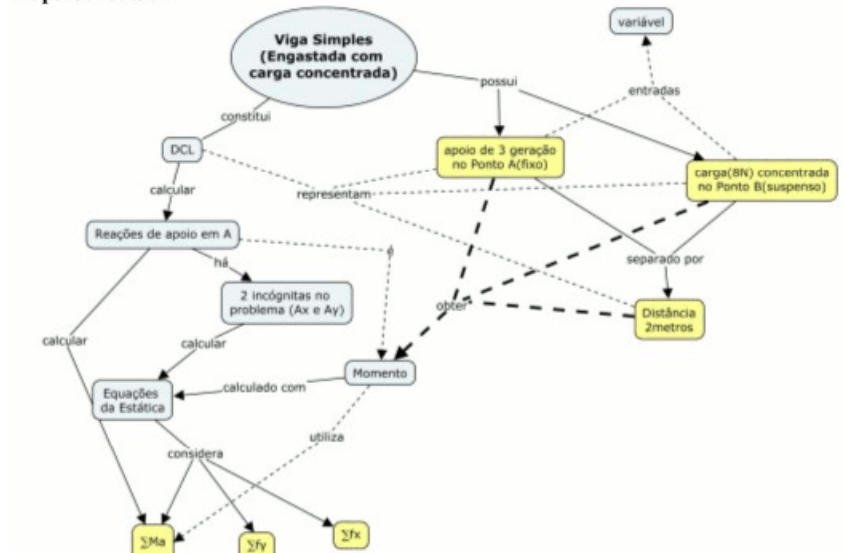 variável
Viga Simples
(Engastada com
carga concentrada)
possui
entradas
constitui
DCL
apoio de 3 geração
no Ponto A(fixo)
carga(8N) concentrada
no Ponto B(suspenso)
calcular
representam
Reações de apoio em A
é
há
separado por
2 incógnitas no
problema (Ax e Ay)
obter
Distância
2metros
calcular
calcular
Momento
calculado com
Equações
da Estática
utiliza
considera
∑Ma
∑fy
∑fx